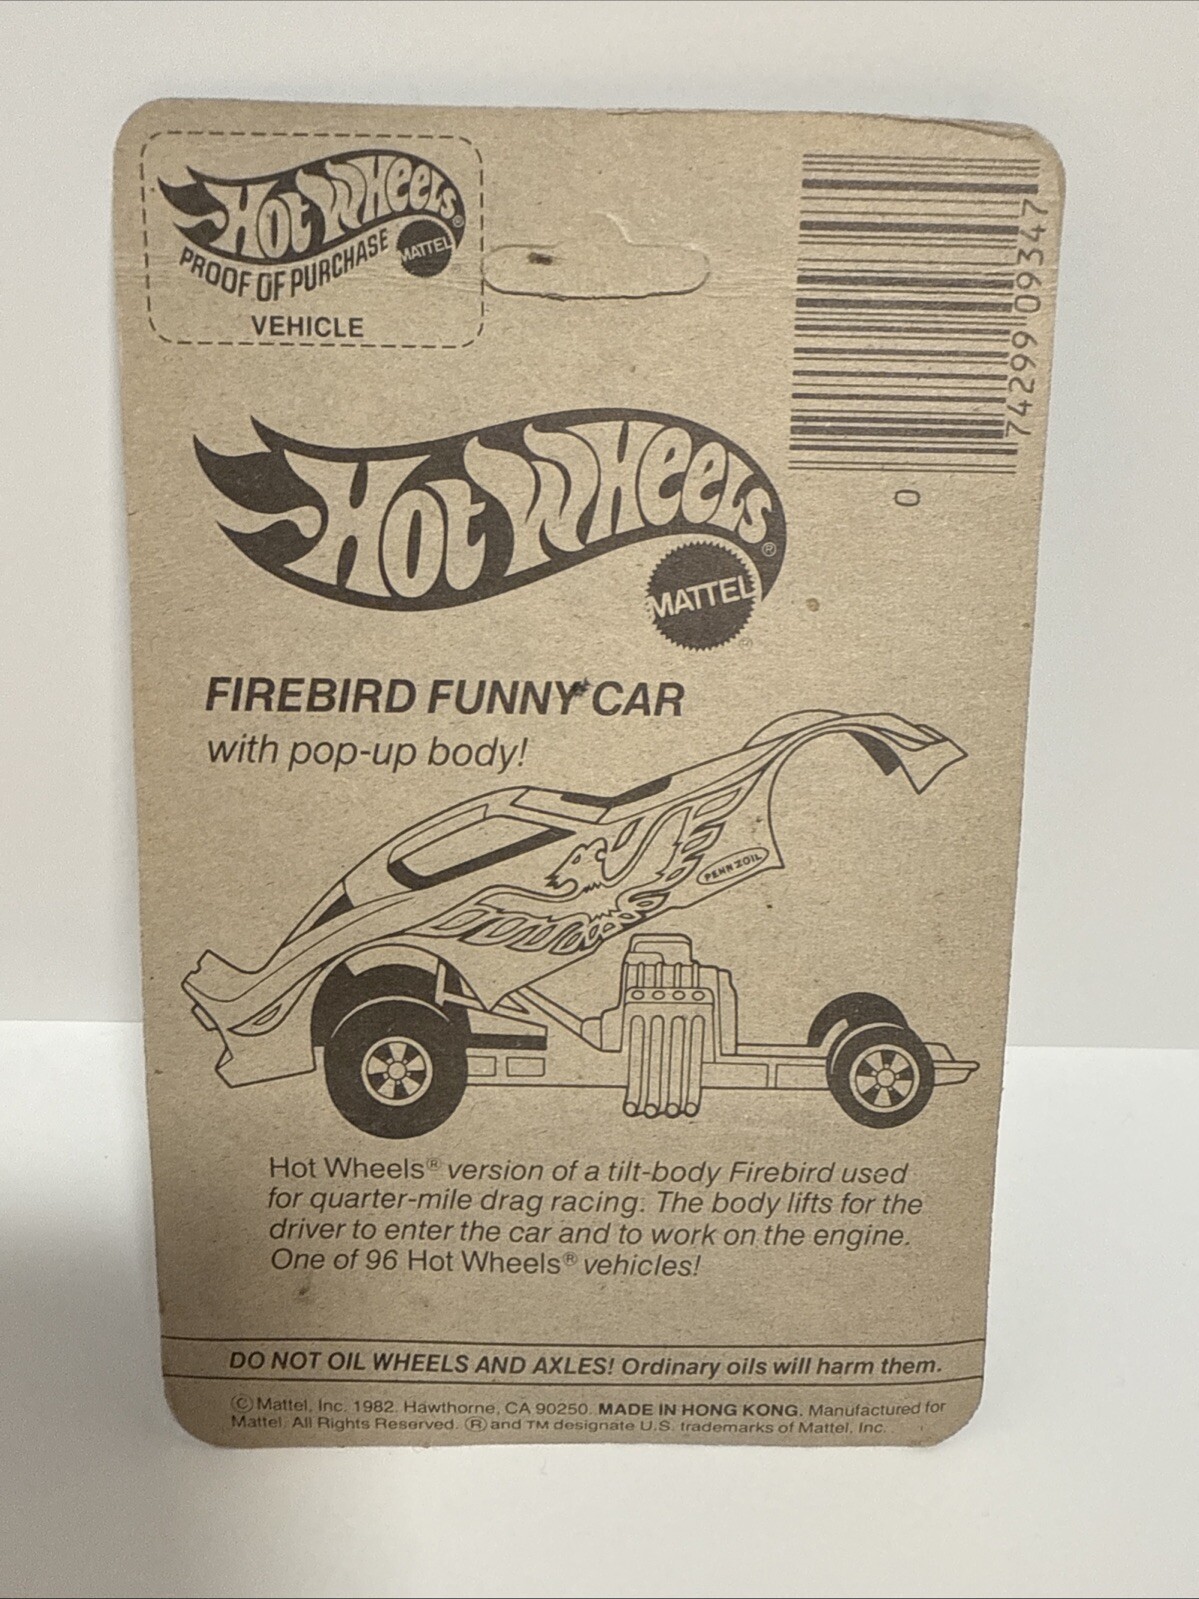 Hot Wheels®
MATTEL
PROOF OF PURCHASE
VEHICLE
74299 09347
0
Hot Wheels®
MATTEL®
FIREBIRD FUNNY CAR
with pop-up body!
PENNZOIL
Hot Wheels® version of a tilt-body Firebird used
for quarter-mile drag racing. The body lifts for the
driver to enter the car and to work on the engine.
One of 96 Hot Wheels® vehicles!
DO NOT OIL WHEELS AND AXLES! Ordinary oils will harm them.
© Mattel, Inc. 1982. Hawthorne, CA 90250. MADE IN HONG KONG. Manufactured for
Mattel. All Rights Reserved. ® and TM designate U.S. trademarks of Mattel, Inc.